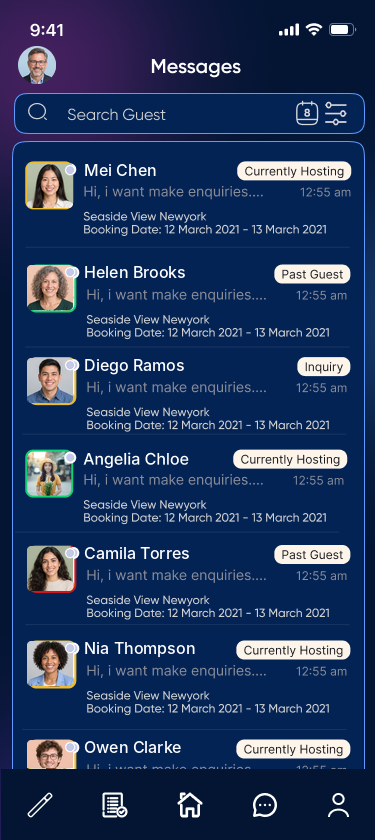 9:41
Messages
Search Guest
8
Mei Chen
Currently Hosting
Hi, i want make enquiries....
12:55 am
Seaside View Newyork
Booking Date: 12 March 2021 - 13 March 2021
Helen Brooks
Past Guest
Hi, i want make enquiries....
12:55 am
Seaside View Newyork
Booking Date: 12 March 2021 - 13 March 2021
Diego Ramos
Inquiry
Hi, i want make enquiries....
12:55 am
Seaside View Newyork
Booking Date: 12 March 2021 - 13 March 2021
Angelia Chloe
Currently Hosting
Hi, i want make enquiries....
12:55 am
Seaside View Newyork
Booking Date: 12 March 2021 - 13 March 2021
Camila Torres
Past Guest
Hi, i want make enquiries....
12:55 am
Seaside View Newyork
Booking Date: 12 March 2021 - 13 March 2021
Nia Thompson
Currently Hosting
Hi, i want make enquiries....
12:55 am
Seaside View Newyork
Booking Date: 12 March 2021 - 13 March 2021
Owen Clarke
Currently Hosting
Hi, i want make enquiries....
12:55 am